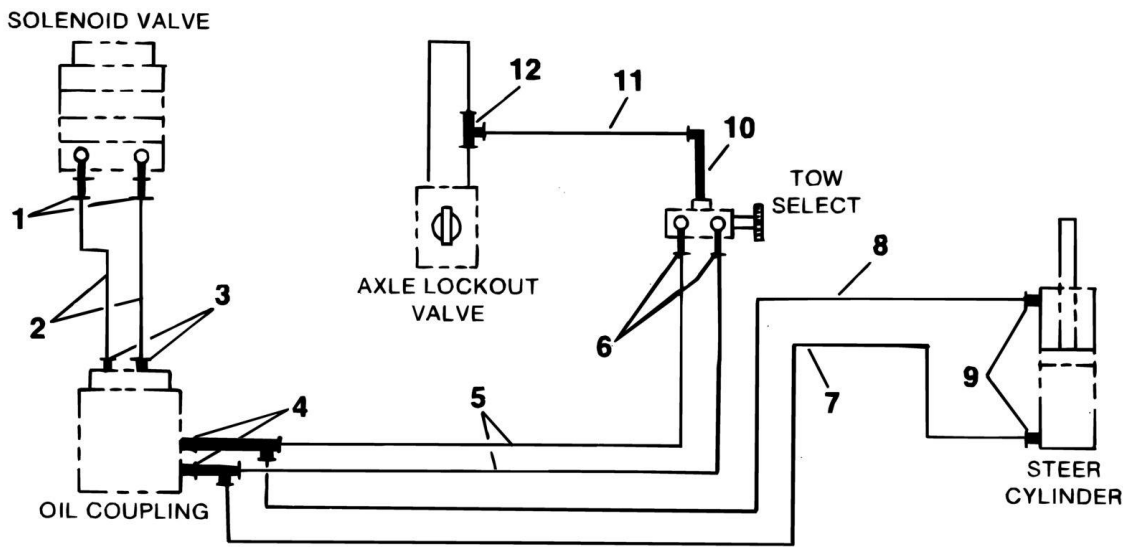 SOLENOID VALVE
12
11
10
TOW
SELECT
1
8
AXLE LOCKOUT
VALVE
2
3
6
7
9
4
5
OIL COUPLING
STEER
CYLINDER